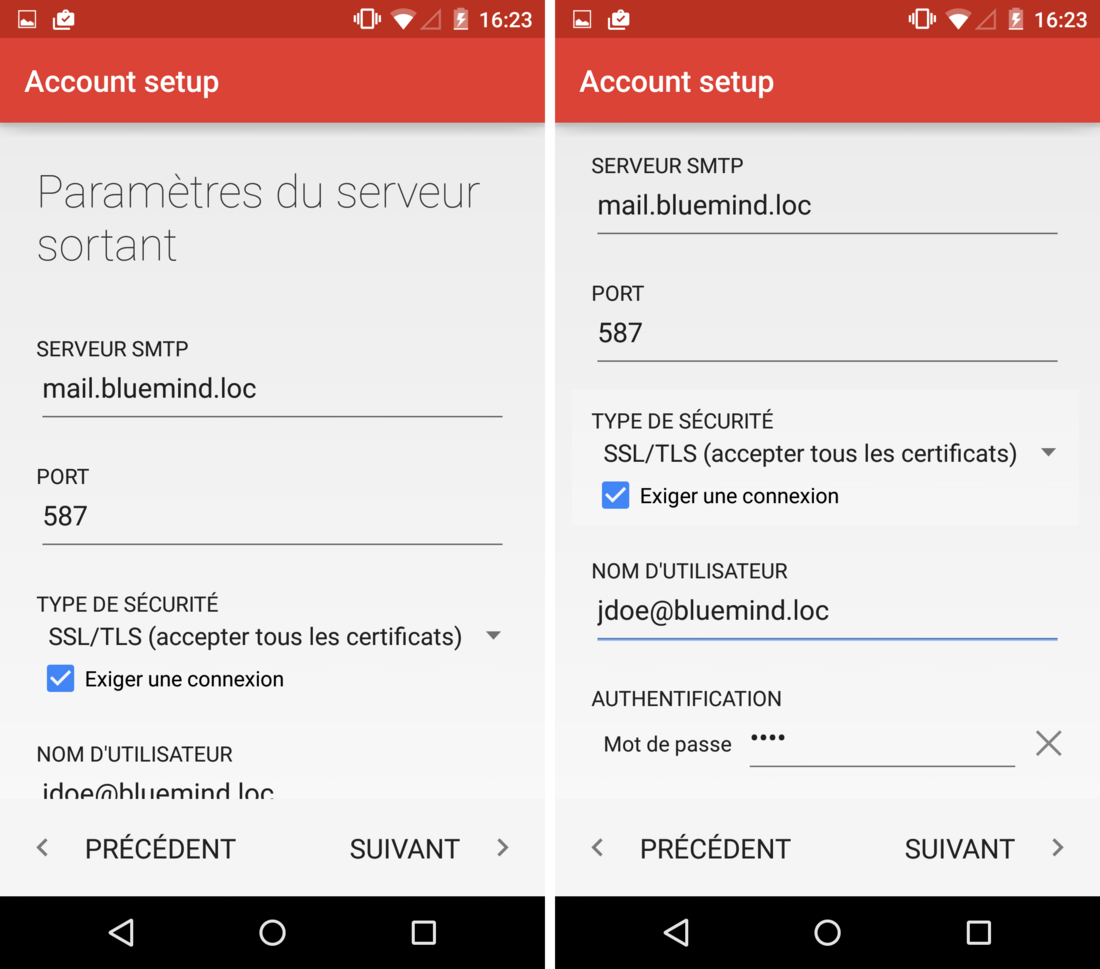 16:23
Account setup
Paramètres du serveur
sortant
SERVEUR SMTP
mail.bluemind.loc
PORT
587
TYPE DE SÉCURITÉ
SSL/TLS (accepter tous les certificats)
Exiger une connexion
NOM D'UTILISATEUR
jdoe@bluemind.loc
PRÉCÉDENT SUIVANT
16:23
Account setup
SERVEUR SMTP
mail.bluemind.loc
PORT
587
TYPE DE SÉCURITÉ
SSL/TLS (accepter tous les certificats)
Exiger une connexion
NOM D'UTILISATEUR
jdoe@bluemind.loc
AUTHENTIFICATION
Mot de passe ••••
PRÉCÉDENT SUIVANT